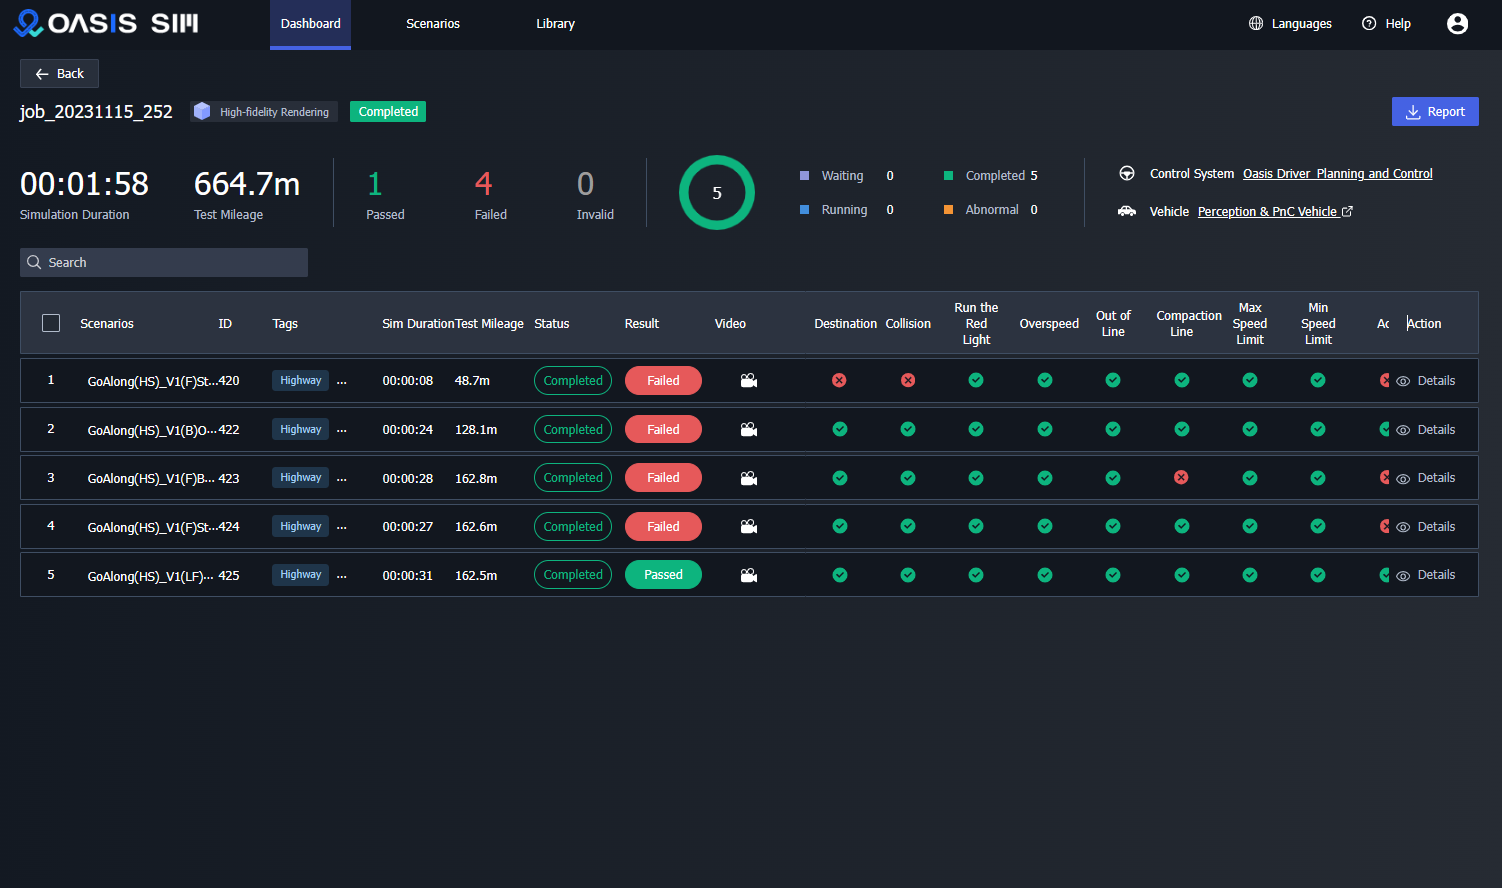 OASIS SIM Dashboard Scenarios Library Languages Help
Back
job_20231115_252 High-fidelity Rendering Completed Report
00:01:58 664.7m 1 4 0 5
Simulation Duration Test Mileage Passed Failed Invalid
Waiting 0 Completed 5
Running 0 Abnormal 0
Control System Oasis Driver_Planning and Control
Vehicle Perception & PnC Vehicle
Search
Scenarios ID Tags Sim Duration Test Mileage Status Result Video Destination Collision Run the Red Light Overspeed Out of Line Compaction Line Max Speed Limit Min Speed Limit Ac Action
1 GoAlong(HS)_V1(F)St... 420 Highway ... 00:00:08 48.7m Completed Failed Details
2 GoAlong(HS)_V1(B)O... 422 Highway ... 00:00:24 128.1m Completed Failed Details
3 GoAlong(HS)_V1(F)B... 423 Highway ... 00:00:28 162.8m Completed Failed Details
4 GoAlong(HS)_V1(F)St... 424 Highway ... 00:00:27 162.6m Completed Failed Details
5 GoAlong(HS)_V1(LF)... 425 Highway ... 00:00:31 162.5m Completed Passed Details